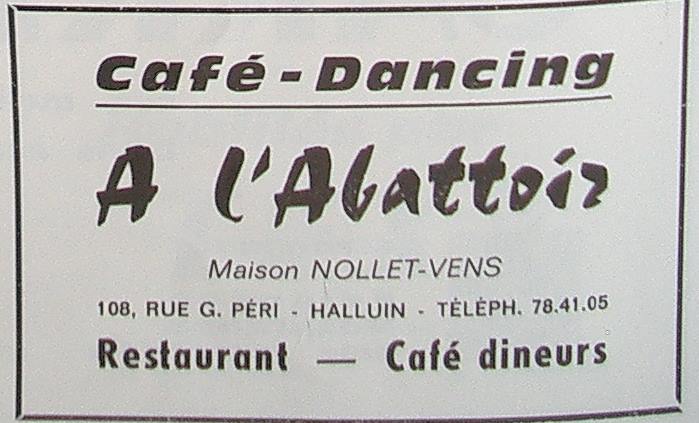 Café - Dancing
A l'Abattoir
Maison NOLLET-VENS
108, RUE G. PÉRI - HALLUIN - TÉLÉPH. 78.41.05
Restaurant — Café dineurs